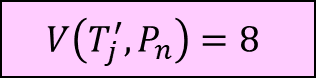 V(T′ⱼ, Pₙ) = 8